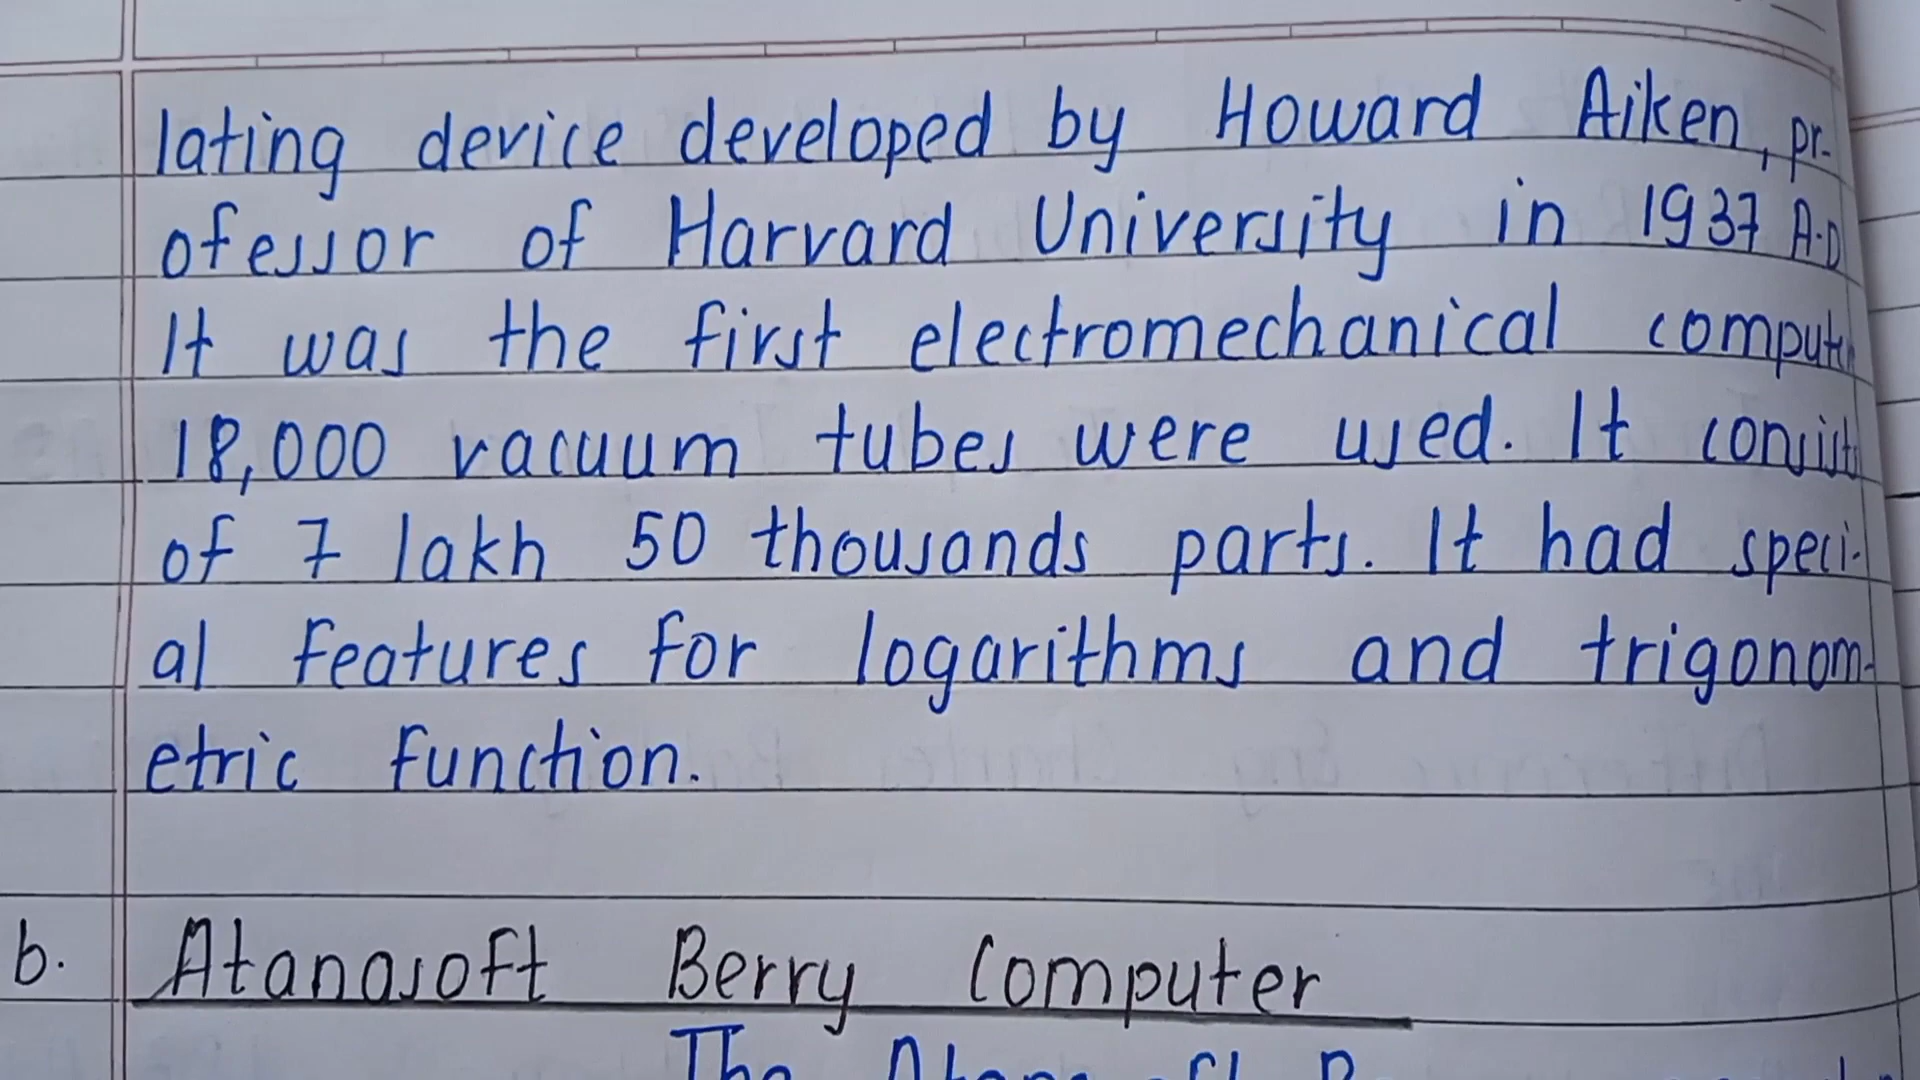 lating device developed by Howard Aiken, pr-
ofessor of Harvard University in 1937 A.D
It was the first electromechanical computer
18,000 vacuum tubes were used. It consist
of 7 lakh 50 thousands parts. It had speci-
al features for logarithms and trigonom-
etric function.
b. Atanasoft Berry Computer
The